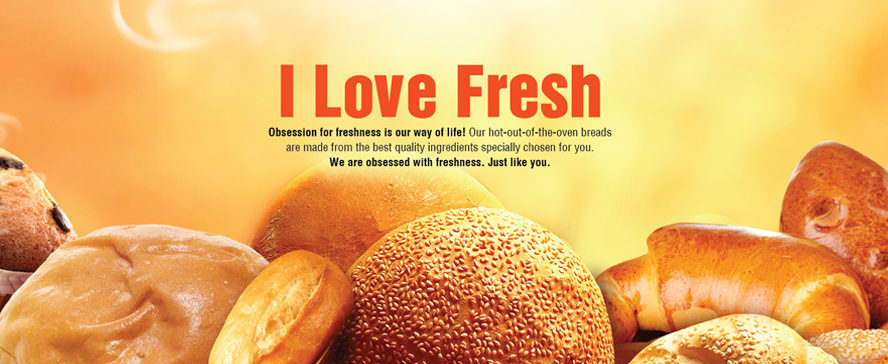 I Love Fresh
Obsession for freshness is our way of life! Our hot-out-of-the-oven breads
are made from the best quality ingredients specially chosen for you.
We are obsessed with freshness. Just like you.